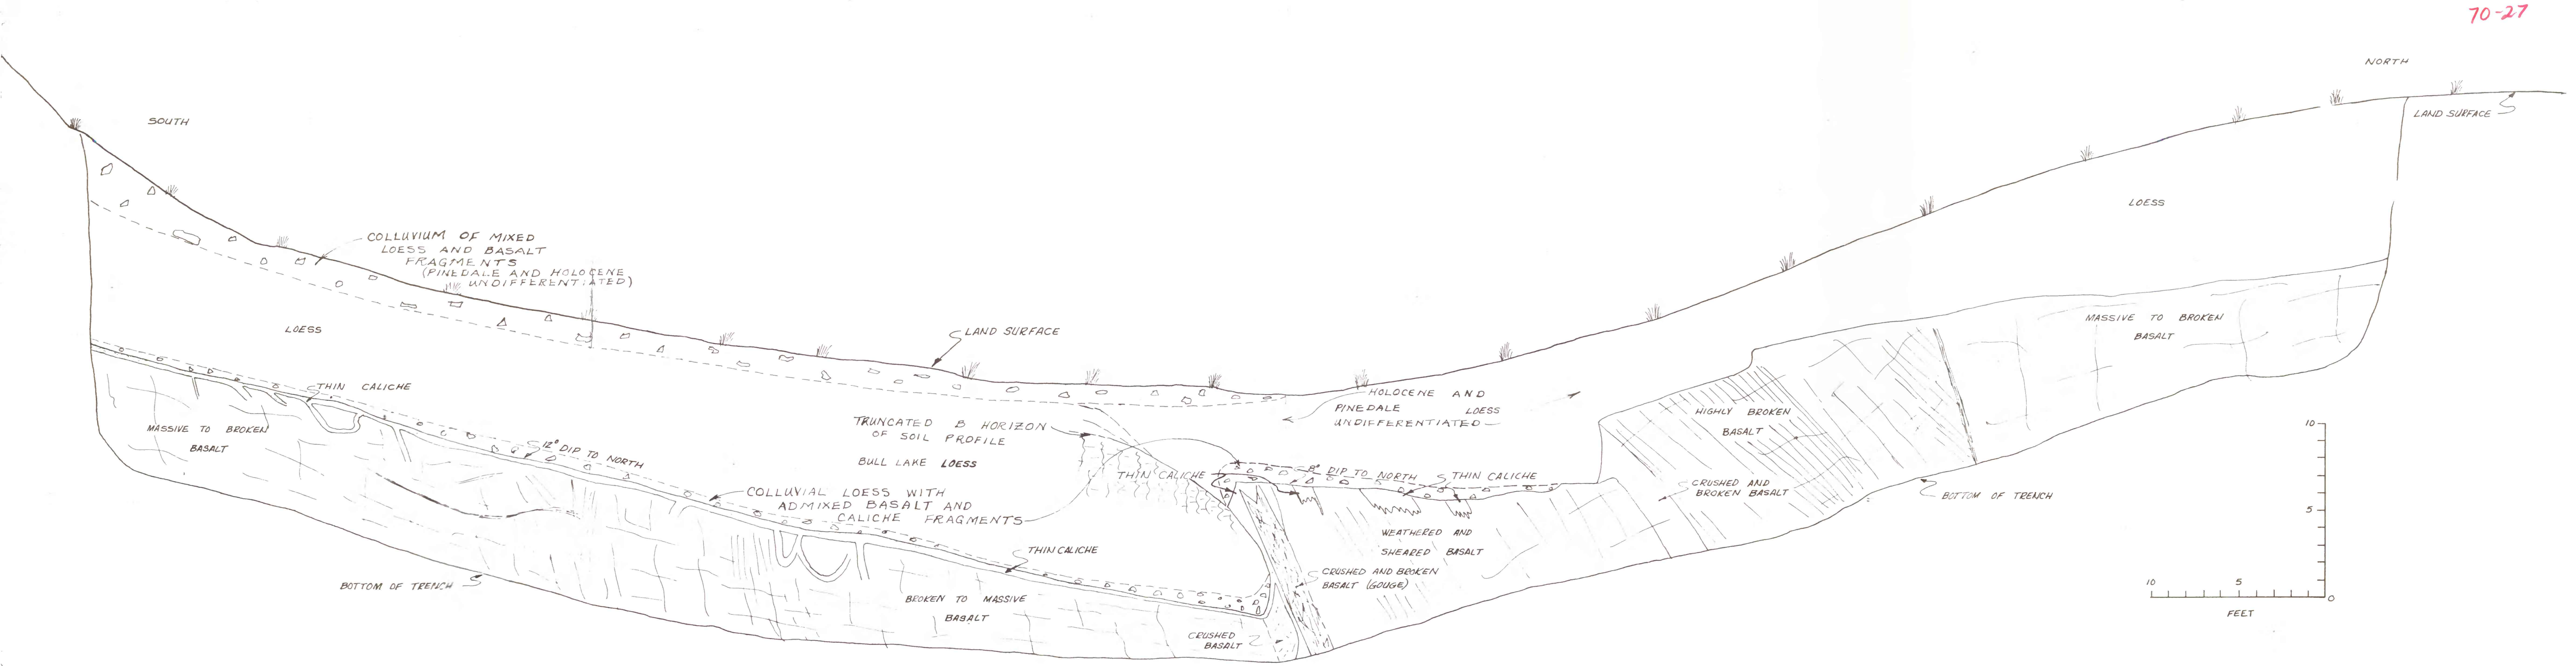 70-27
NORTH
SOUTH
LAND SURFACE
LOESS
COLLUVIUM OF MIXED
LOESS AND BASALT
FRAGMENTS
(PINEDALE AND HOLOCENE
UNDIFFERENTIATED)
LOESS
LAND SURFACE
MASSIVE TO BROKEN
BASALT
THIN CALICHE
HOLOCENE AND
PINEDALE LOESS
UNDIFFERENTIATED
HIGHLY BROKEN
BASALT
TRUNCATED B HORIZON
OF SOIL PROFILE
BULL LAKE LOESS
MASSIVE TO BROKEN
BASALT
12° DIP TO NORTH
THIN CALICHE
8° DIP TO NORTH
THIN CALICHE
CRUSHED AND
BROKEN BASALT
BOTTOM OF TRENCH
COLLUVIAL LOESS WITH
ADMIXED BASALT AND
CALICHE FRAGMENTS
WEATHERED AND
SHEARED BASALT
THIN CALICHE
CRUSHED AND BROKEN
BASALT (GOUGE)
BOTTOM OF TRENCH
BROKEN TO MASSIVE
BASALT
CRUSHED
BASALT
10
5
10 5 0
FEET